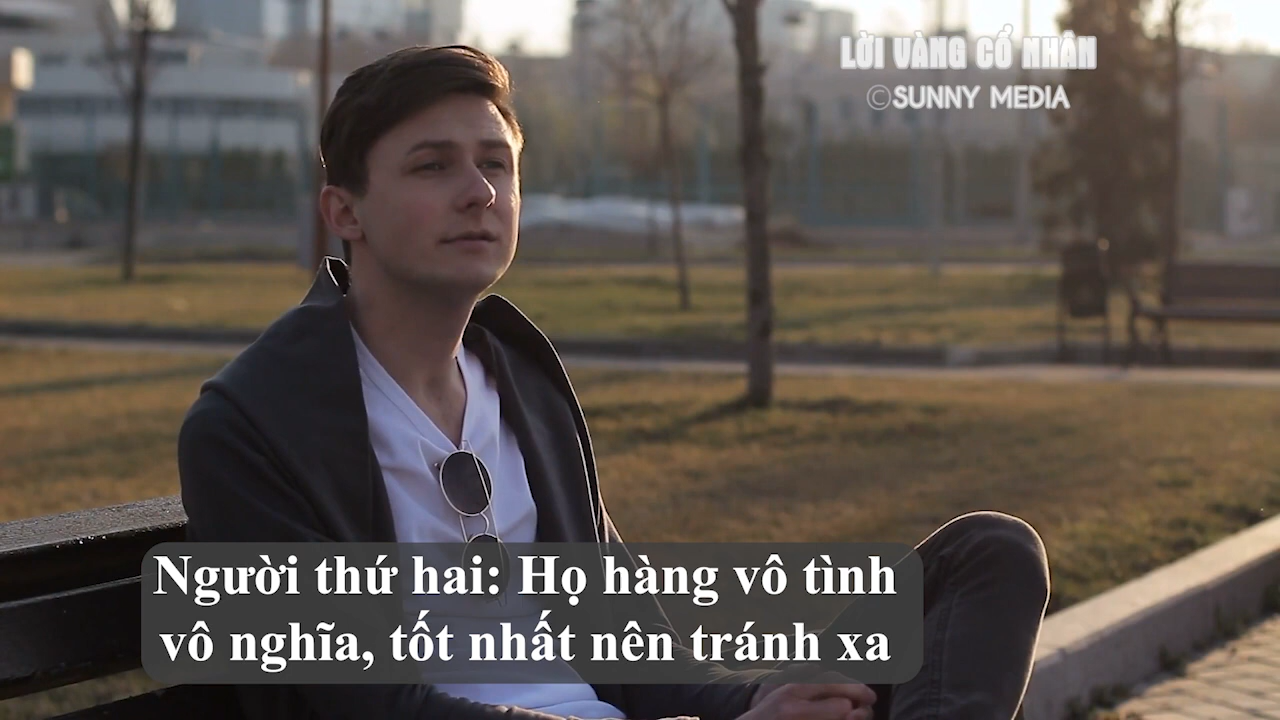 LỜI VÀNG CỔ NHÂN
©SUNNY MEDIA
Người thứ hai: Họ hàng vô tình
vô nghĩa, tốt nhất nên tránh xa